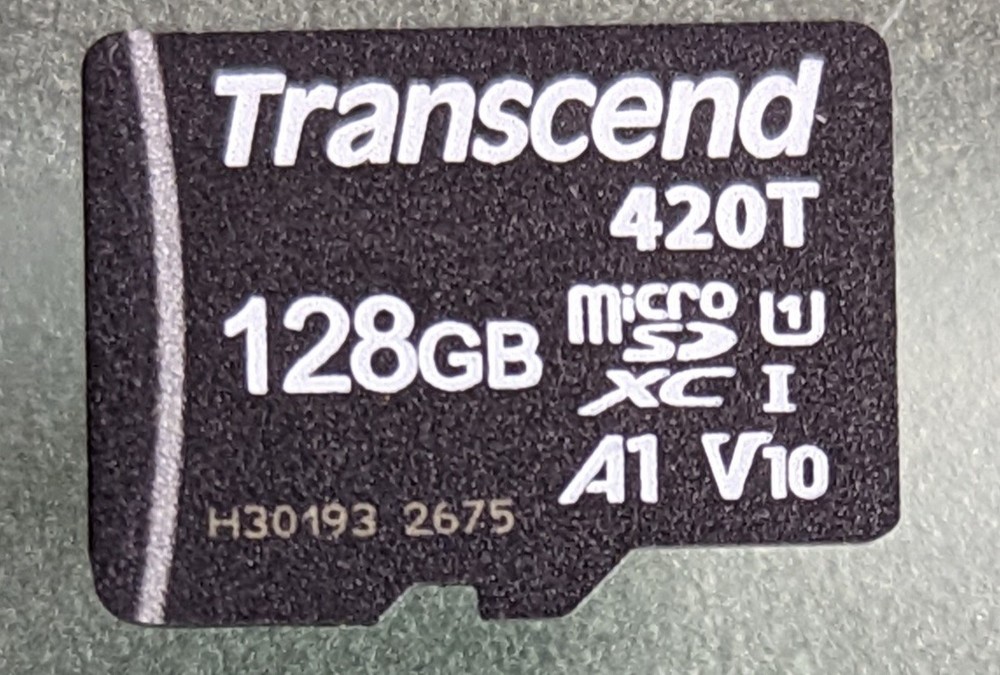 Transcend
420T
128GB micro SD U1
XC I
A1 V10
H30193 2675